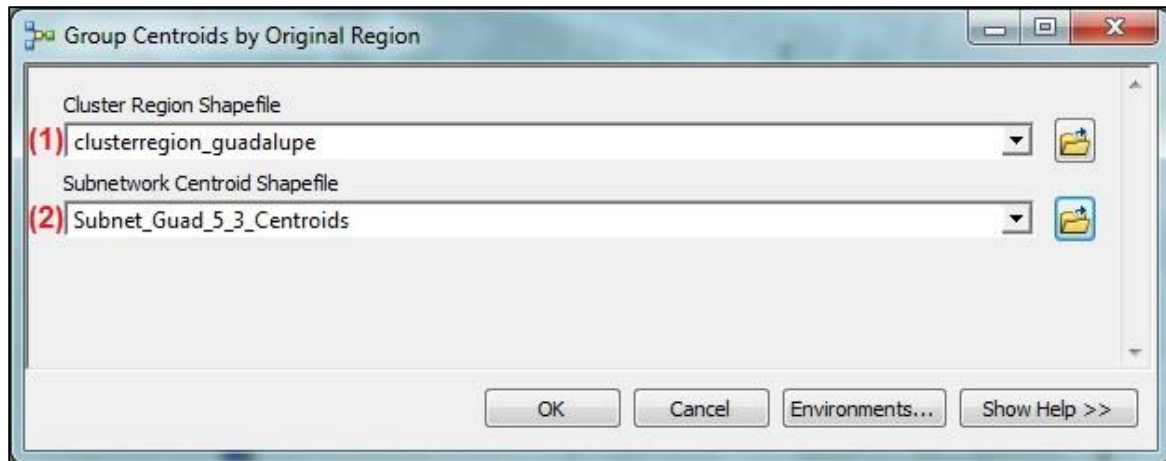 Group Centroids by Original Region
Cluster Region Shapefile
(1) clusterregion_guadalupe
Subnetwork Centroid Shapefile
(2) Subnet_Guad_5_3_Centroids
OK Cancel Environments... Show Help >>